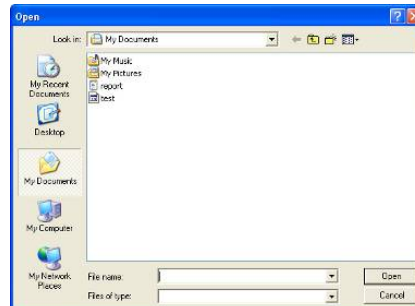 Open
Look in: My Documents
My Recent
Documents
Desktop
My Documents
My Computer
My Network
Places
My Music
My Pictures
report
test
File name:
Open
Files of type:
Cancel